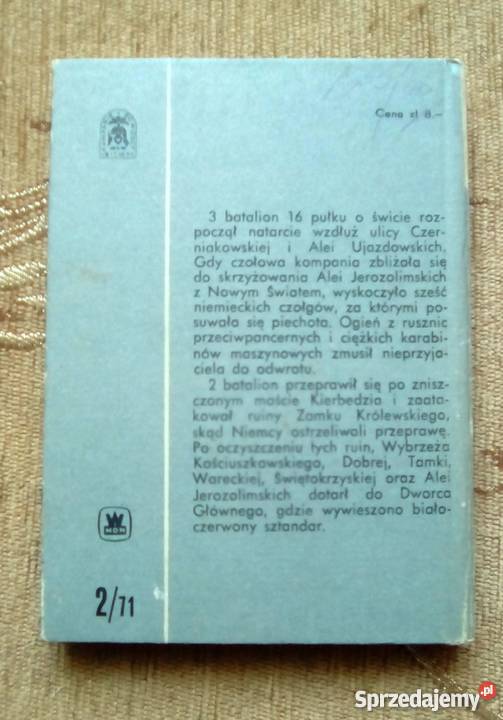 Cena zł 8.–
3 batalion 16 pułku o świcie roz-
począł natarcie wzdłuż ulicy Czer-
niakowskiej i Alei Ujazdowskich.
Gdy czołowa kompania zbliżała się
do skrzyżowania Alei Jerozolimskich
z Nowym Światem, wyskoczyło sześć
niemieckich czołgów, za którymi po-
suwała się piechota. Ogień z rusznic
przeciwpancernych i ciężkich karabi-
nów maszynowych zmusił nieprzyja-
ciela do odwrotu.
2 batalion przeprawił się po znisz-
czonym moście Kierbedzia i zaata-
kował ruiny Zamku Królewskiego,
skąd Niemcy ostrzeliwali przeprawę.
Po oczyszczeniu tych ruin, Wybrzeża
Kościuszkowskiego, Dobrej, Tamki,
Wareckiej, Świętokrzyskiej oraz Alei
Jerozolimskich dotarł do Dworca
Głównego, gdzie wywieszono biało-
czerwony sztandar.
W
MON
2/71
Sprzedajemy.pl